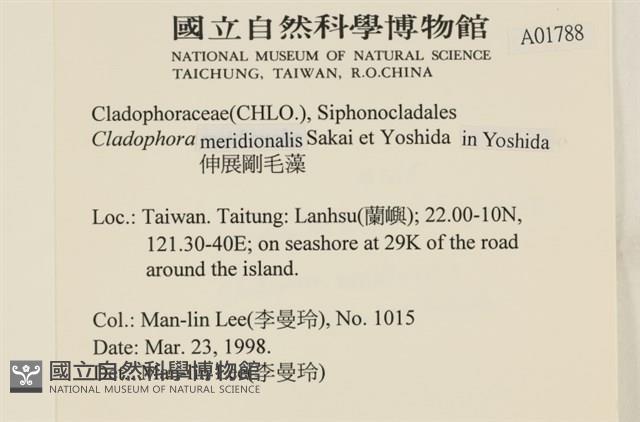 國立自然科學博物館
A01788
NATIONAL MUSEUM OF NATURAL SCIENCE
TAICHUNG, TAIWAN, R.O.CHINA
Cladophoraceae(CHLO.), Siphonocladales
Cladophora meridionalis Sakai et Yoshida in Yoshida
伸展剛毛藻
Loc.: Taiwan. Taitung: Lanhsu(蘭嶼); 22.00-10N,
121.30-40E; on seashore at 29K of the road
around the island.
Col.: Man-lin Lee(李曼玲), No. 1015
Date: Mar. 23, 1998.
(李曼玲)
國立自然科學博物館
NATIONAL MUSEUM OF NATURAL SCIENCE